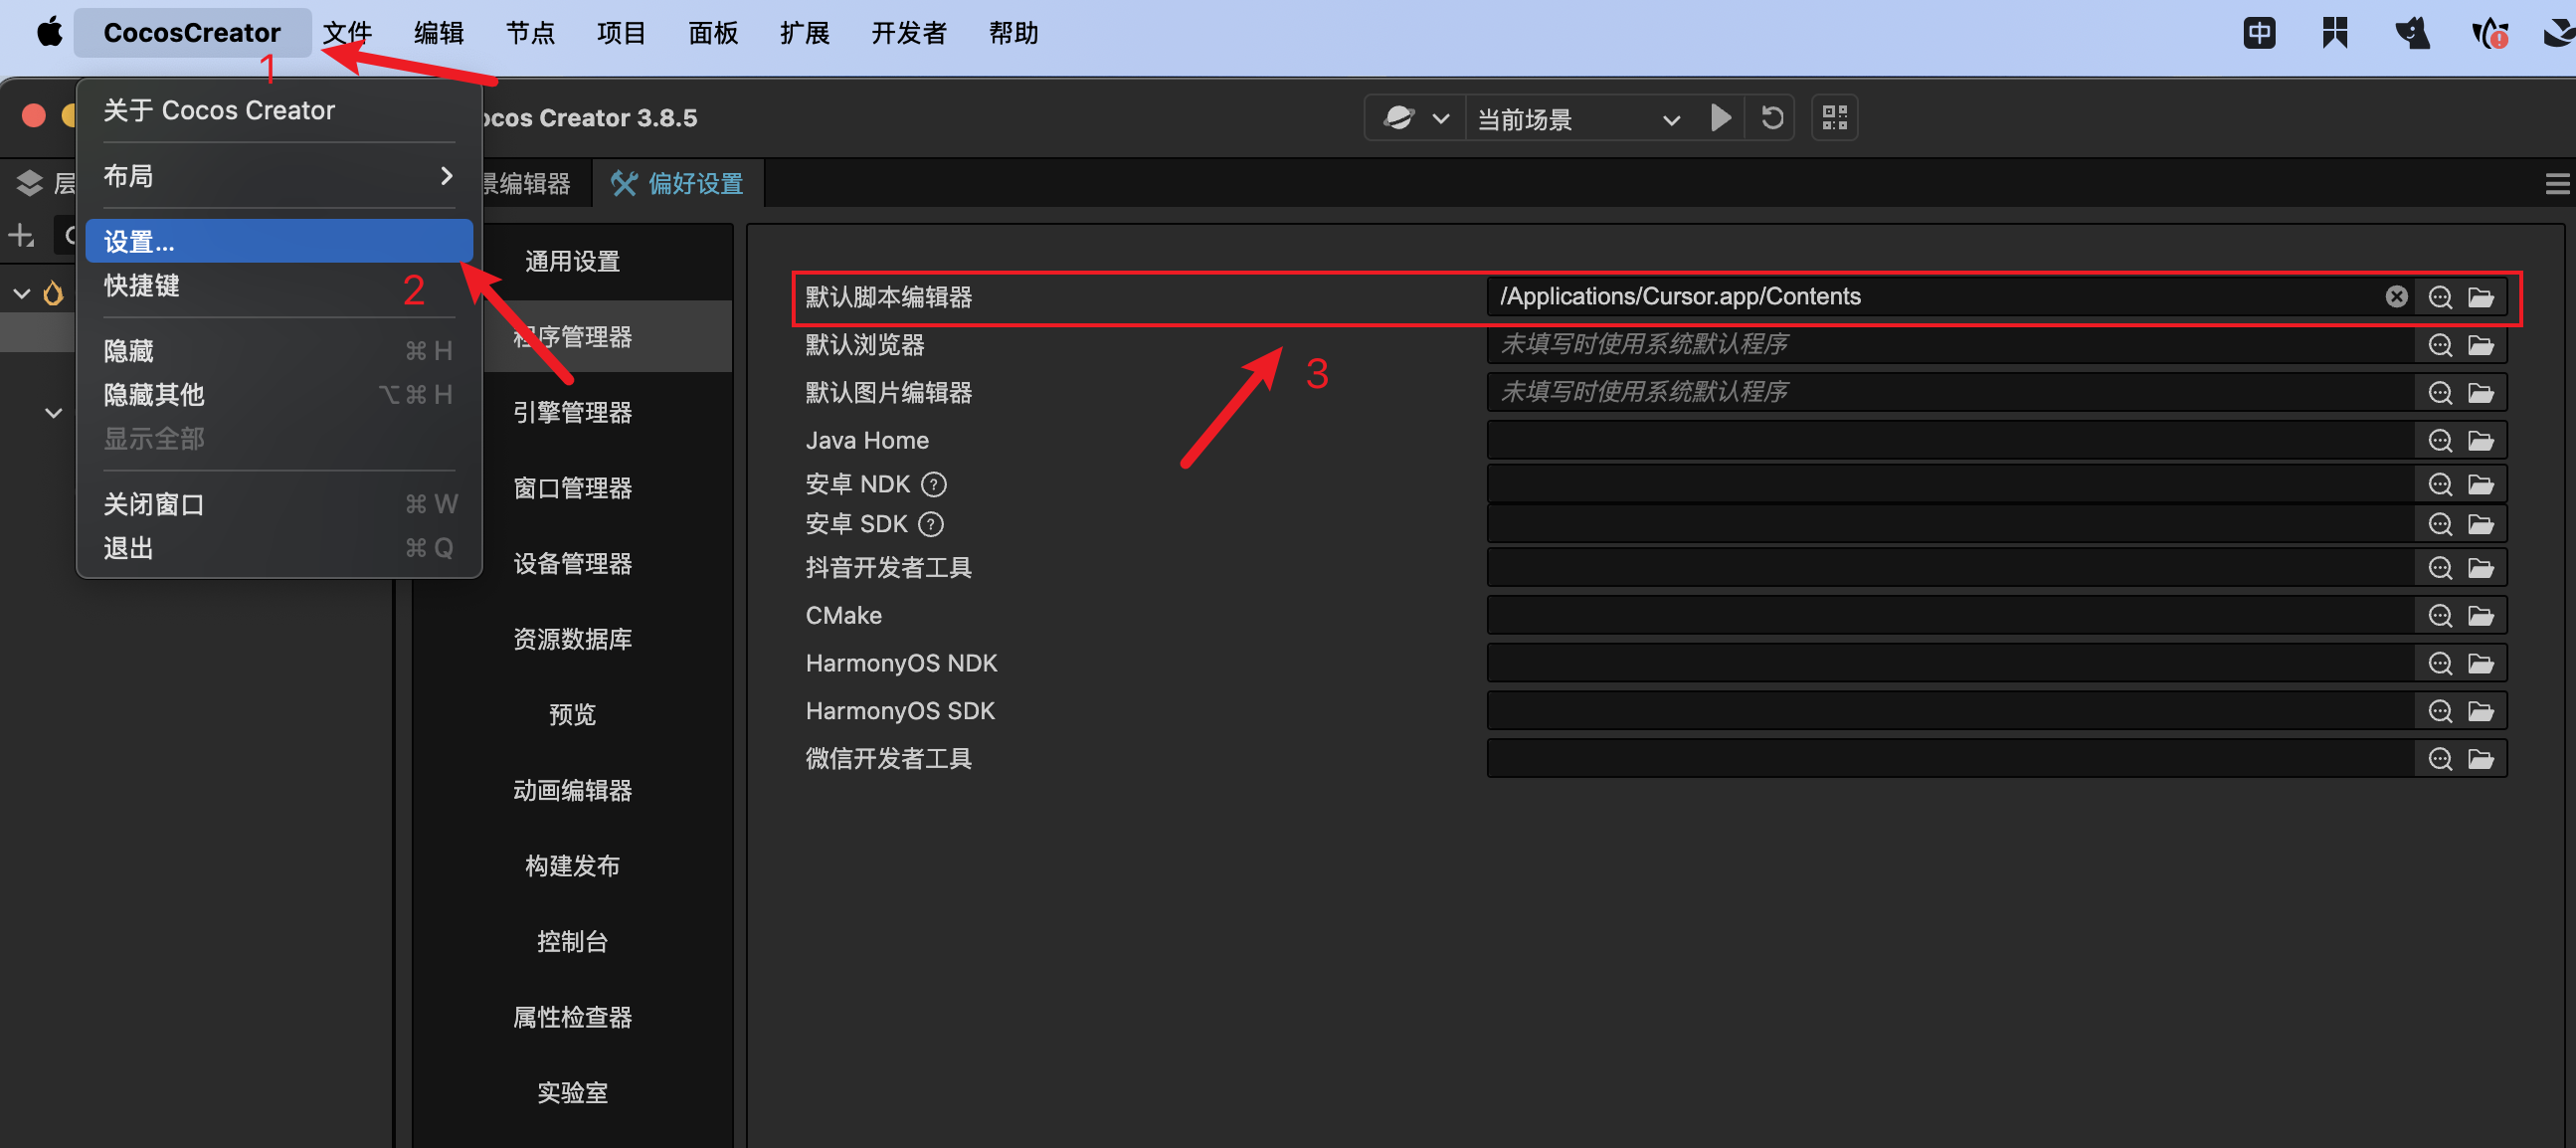 CocosCreator 文件 编辑 节点 项目 面板 扩展 开发者 帮助
中
1
关于 Cocos Creator
布局
设置...
快捷键
2
隐藏 ⌘ H
隐藏其他 ⌥ ⌘ H
显示全部
关闭窗口 ⌘ W
退出 ⌘ Q
ocos Creator 3.8.5
当前场景
层
景编辑器 偏好设置
通用设置
程序管理器
引擎管理器
窗口管理器
设备管理器
资源数据库
预览
动画编辑器
构建发布
控制台
属性检查器
实验室
默认脚本编辑器 /Applications/Cursor.app/Contents
默认浏览器 未填写时使用系统默认程序
3
默认图片编辑器 未填写时使用系统默认程序
Java Home
安卓 NDK ?
安卓 SDK ?
抖音开发者工具
CMake
HarmonyOS NDK
HarmonyOS SDK
微信开发者工具